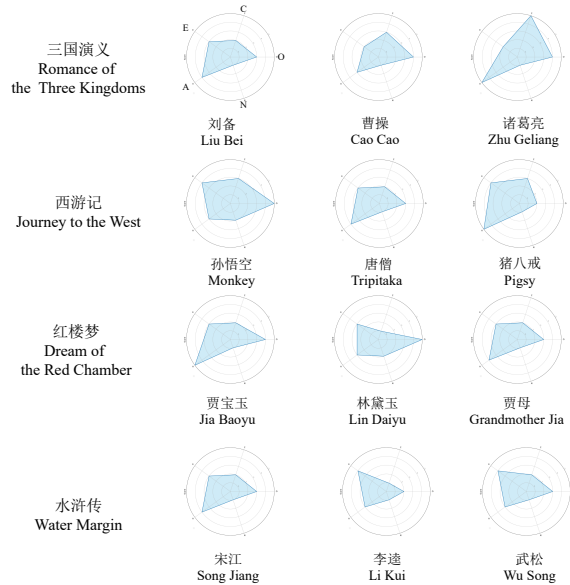 三国演义
Romance of
the Three Kingdoms
C
E
O
A
N
刘备
Liu Bei
曹操
Cao Cao
诸葛亮
Zhu Geliang
西游记
Journey to the West
孙悟空
Monkey
唐僧
Tripitaka
猪八戒
Pigsy
红楼梦
Dream of
the Red Chamber
贾宝玉
Jia Baoyu
林黛玉
Lin Daiyu
贾母
Grandmother Jia
水浒传
Water Margin
宋江
Song Jiang
李逵
Li Kui
武松
Wu Song